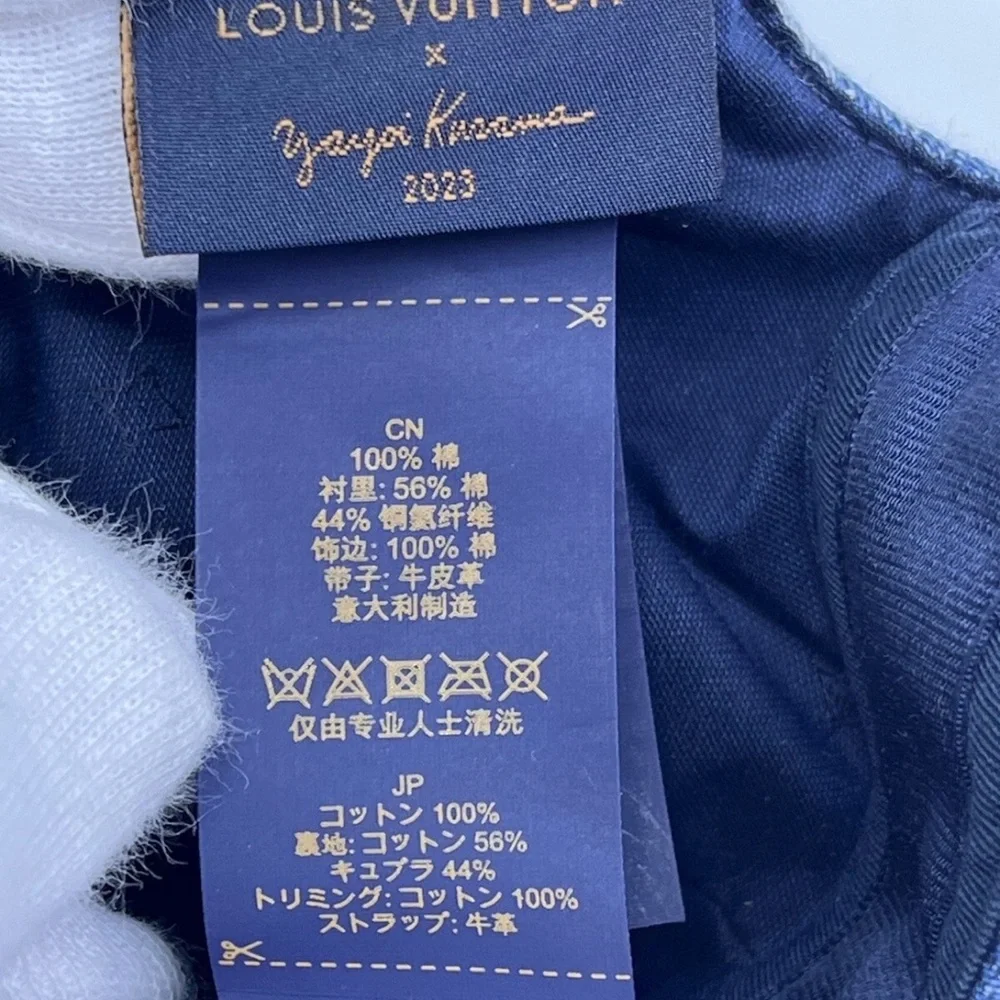 LOUIS VUITTON
x
Yayoi Kusama
2023
CN
100% 棉
衬里: 56% 棉
44% 铜氨纤维
饰边: 100% 棉
带子: 牛皮革
意大利制造
仅由专业人士清洗
JP
コットン 100%
裏地: コットン 56%
キュプラ 44%
トリミング: コットン 100%
ストラップ: 牛革